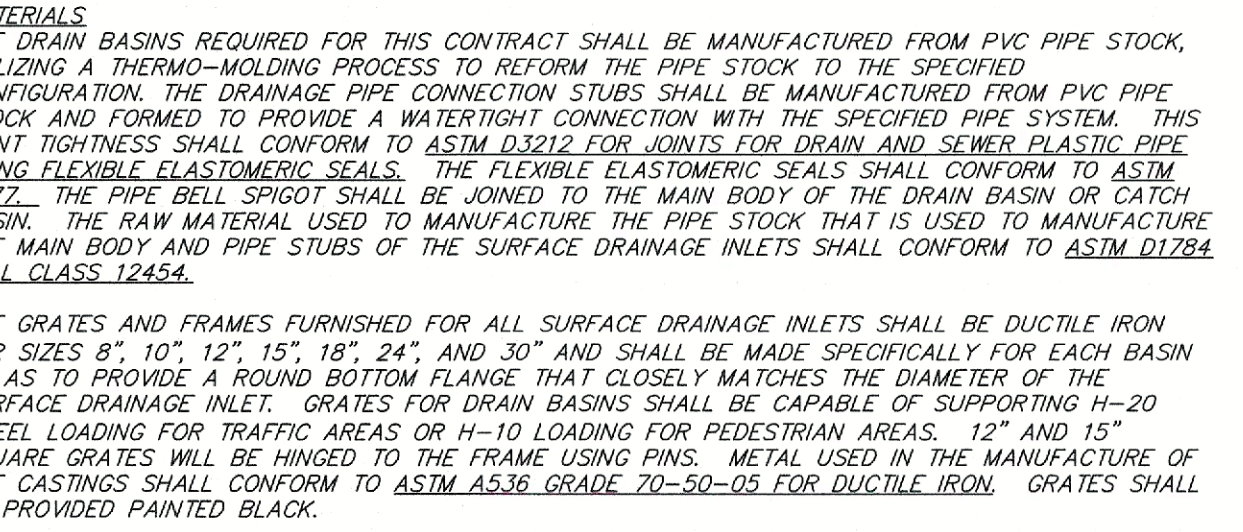 TERIALS
DRAIN BASINS REQUIRED FOR THIS CONTRACT SHALL BE MANUFACTURED FROM PVC PIPE STOCK,
LIZING A THERMO-MOLDING PROCESS TO REFORM THE PIPE STOCK TO THE SPECIFIED
NFIGURATION. THE DRAINAGE PIPE CONNECTION STUBS SHALL BE MANUFACTURED FROM PVC PIPE
OCK AND FORMED TO PROVIDE A WATERTIGHT CONNECTION WITH THE SPECIFIED PIPE SYSTEM. THIS
NT TIGHTNESS SHALL CONFORM TO ASTM D3212 FOR JOINTS FOR DRAIN AND SEWER PLASTIC PIPE
NG FLEXIBLE ELASTOMERIC SEALS. THE FLEXIBLE ELASTOMERIC SEALS SHALL CONFORM TO ASTM
77. THE PIPE BELL SPIGOT SHALL BE JOINED TO THE MAIN BODY OF THE DRAIN BASIN OR CATCH
SIN. THE RAW MATERIAL USED TO MANUFACTURE THE PIPE STOCK THAT IS USED TO MANUFACTURE
MAIN BODY AND PIPE STUBS OF THE SURFACE DRAINAGE INLETS SHALL CONFORM TO ASTM D1784
L CLASS 12454.
GRATES AND FRAMES FURNISHED FOR ALL SURFACE DRAINAGE INLETS SHALL BE DUCTILE IRON
R SIZES 8", 10", 12", 15", 18", 24", AND 30" AND SHALL BE MADE SPECIFICALLY FOR EACH BASIN
AS TO PROVIDE A ROUND BOTTOM FLANGE THAT CLOSELY MATCHES THE DIAMETER OF THE
RFACE DRAINAGE INLET. GRATES FOR DRAIN BASINS SHALL BE CAPABLE OF SUPPORTING H-20
EEL LOADING FOR TRAFFIC AREAS OR H-10 LOADING FOR PEDESTRIAN AREAS. 12" AND 15"
UARE GRATES WILL BE HINGED TO THE FRAME USING PINS. METAL USED IN THE MANUFACTURE OF
CASTINGS SHALL CONFORM TO ASTM A536 GRADE 70-50-05 FOR DUCTILE IRON. GRATES SHALL
PROVIDED PAINTED BLACK.